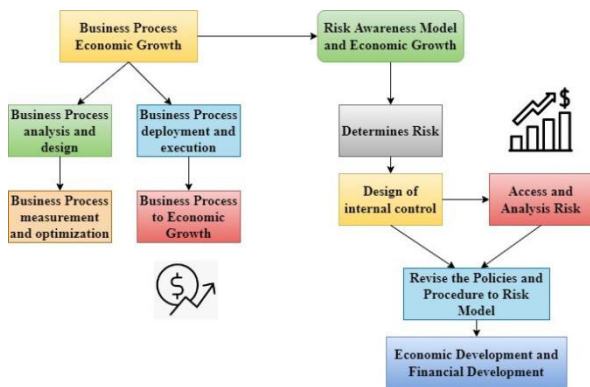 Business Process
Economic Growth
Risk Awareness Model
and Economic Growth
Business Process
analysis and
design
Business Process
deployment and
execution
Determines Risk
$
Business Process
measurement
and optimization
Business Process
to Economic
Growth
Design of
internal control
Access and
Analysis Risk
$
Revise the Policies and
Procedure to Risk
Model
Economic Development and
Financial Development